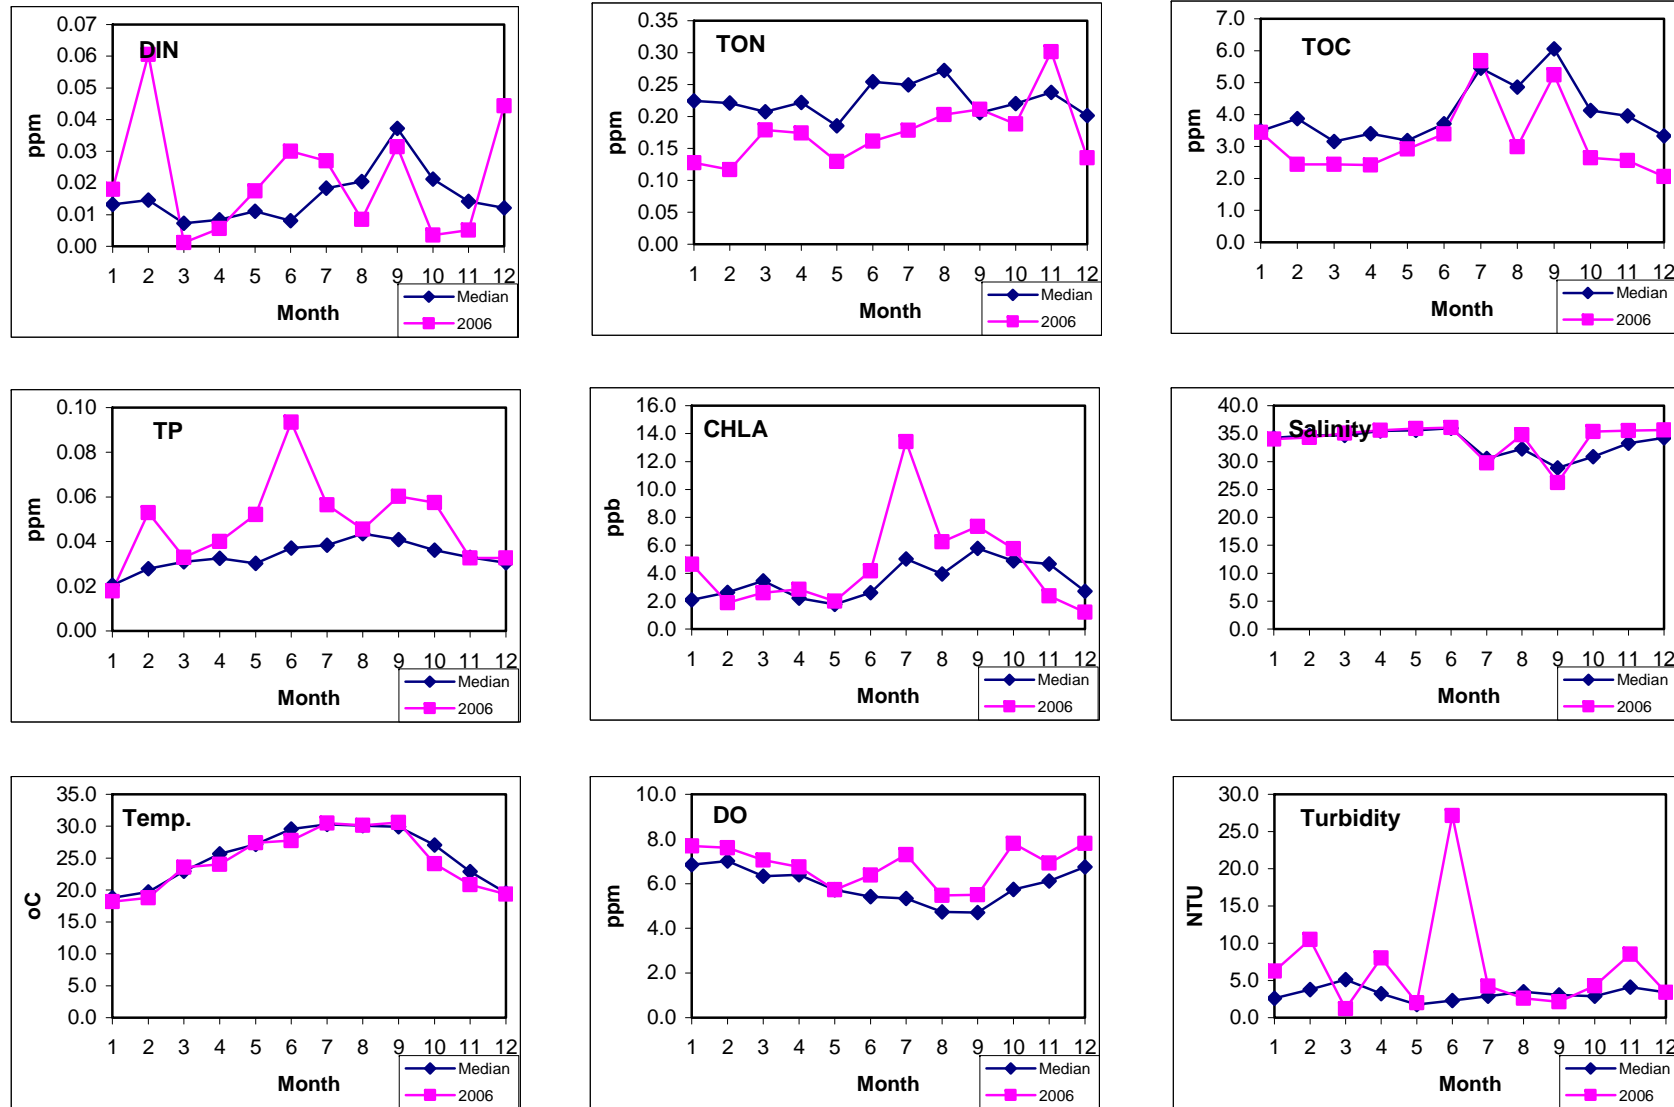 DIN
ppm
0.07
0.06
0.05
0.04
0.03
0.02
0.01
0.00
1 2 3 4 5 6 7 8 9 10 11 12
Month
Median
2006
TON
ppm
0.35
0.30
0.25
0.20
0.15
0.10
0.05
0.00
1 2 3 4 5 6 7 8 9 10 11 12
Month
Median
2006
TOC
ppm
7.0
6.0
5.0
4.0
3.0
2.0
1.0
0.0
1 2 3 4 5 6 7 8 9 10 11 12
Month
Median
2006
TP
ppm
0.10
0.08
0.06
0.04
0.02
0.00
1 2 3 4 5 6 7 8 9 10 11 12
Month
Median
2006
CHLA
ppb
16.0
14.0
12.0
10.0
8.0
6.0
4.0
2.0
0.0
1 2 3 4 5 6 7 8 9 10 11 12
Month
Median
2006
Salinity
40.0
35.0
30.0
25.0
20.0
15.0
10.0
5.0
0.0
1 2 3 4 5 6 7 8 9 10 11 12
Month
Median
2006
Temp.
oC
35.0
30.0
25.0
20.0
15.0
10.0
5.0
0.0
1 2 3 4 5 6 7 8 9 10 11 12
Month
Median
2006
DO
ppm
10.0
8.0
6.0
4.0
2.0
0.0
1 2 3 4 5 6 7 8 9 10 11 12
Month
Median
2006
Turbidity
NTU
30.0
25.0
20.0
15.0
10.0
5.0
0.0
1 2 3 4 5 6 7 8 9 10 11 12
Month
Median
2006